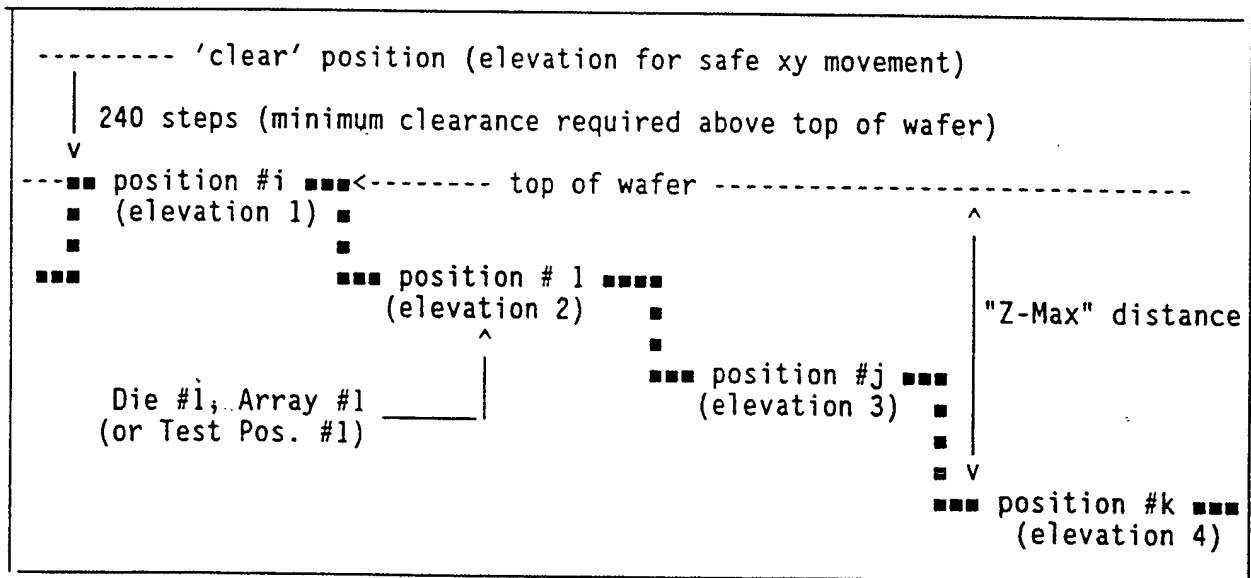 --------- 'clear' position (elevation for safe xy movement)
240 steps (minimum clearance required above top of wafer)
v
---■■ position #i ■■■<-------- top of wafer ------------------------------
■ (elevation 1) ■ ^
■ ■
■■■ ■■■ position # 1 ■■■■
(elevation 2) ■ "Z-Max" distance
^ ■
■■■ position #j ■■■
Die #1, Array #1 (elevation 3) ■
(or Test Pos. #1) ■
■ v
■■■ position #k ■■■
(elevation 4)